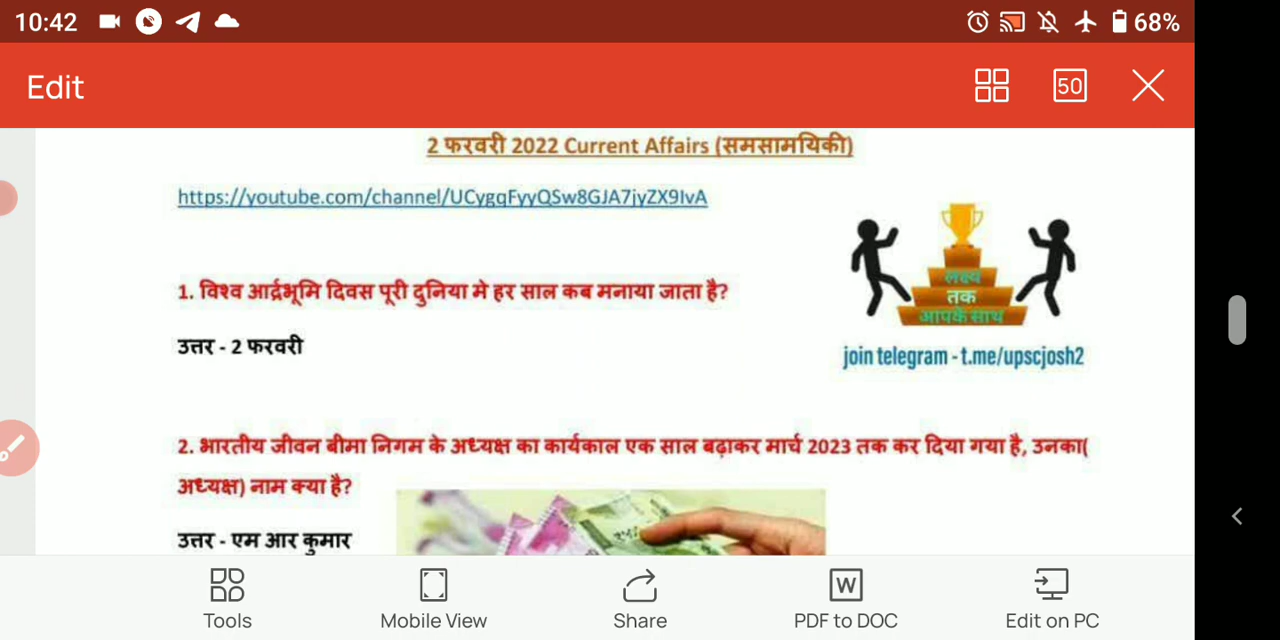 10:42
68%
Edit
50
2 फरवरी 2022 Current Affairs (समसामयिकी)
https://youtube.com/channel/UCygqFyyQSw8GJA7jyZX9IvA
लक्ष्य
तक
आपके साथ
1. विश्व आर्द्रभूमि दिवस पूरी दुनिया मे हर साल कब मनाया जाता है?
उत्तर - 2 फरवरी
join telegram - t.me/upscjosh2
2. भारतीय जीवन बीमा निगम के अध्यक्ष का कार्यकाल एक साल बढ़ाकर मार्च 2023 तक कर दिया गया है, उनका(
अध्यक्ष) नाम क्या है?
उत्तर - एम आर कुमार
Tools
Mobile View
Share
W
PDF to DOC
Edit on PC